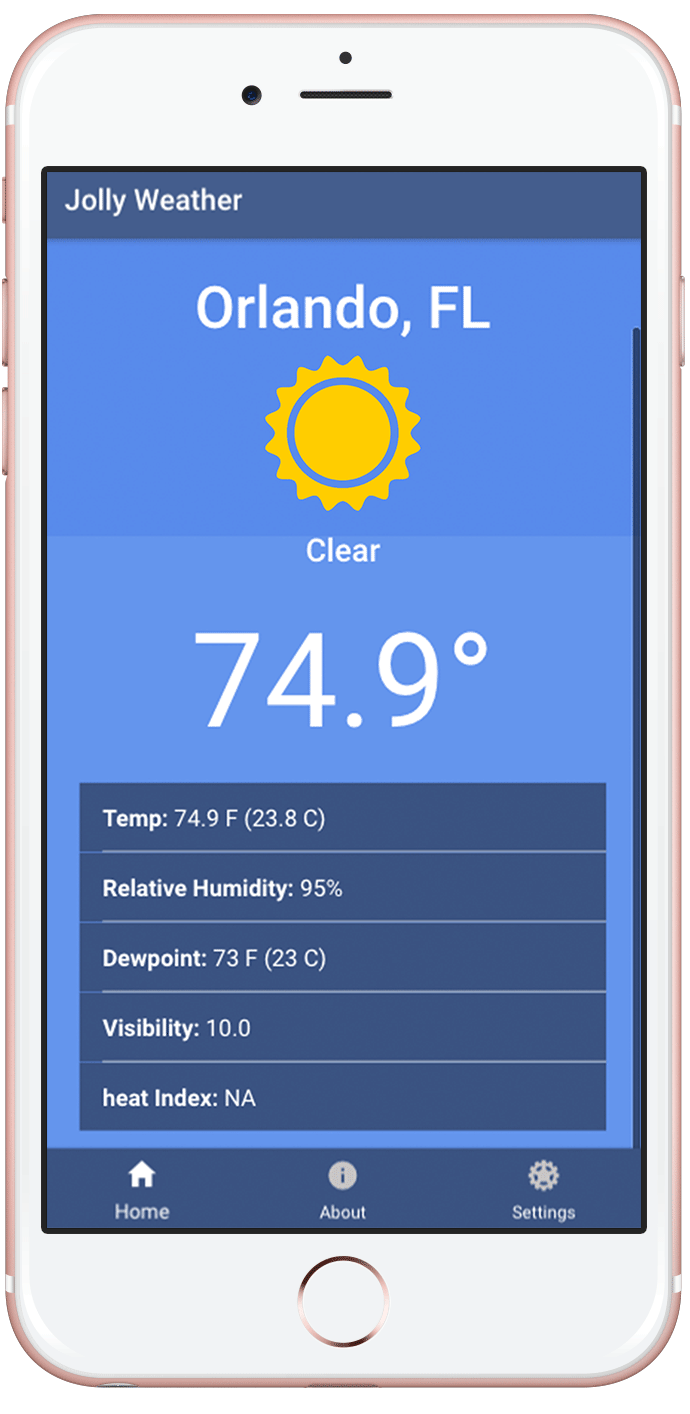 Jolly Weather
Orlando, FL
Clear
74.9°
Temp: 74.9 F (23.8 C)
Relative Humidity: 95%
Dewpoint: 73 F (23 C)
Visibility: 10.0
heat Index: NA
Home
About
Settings